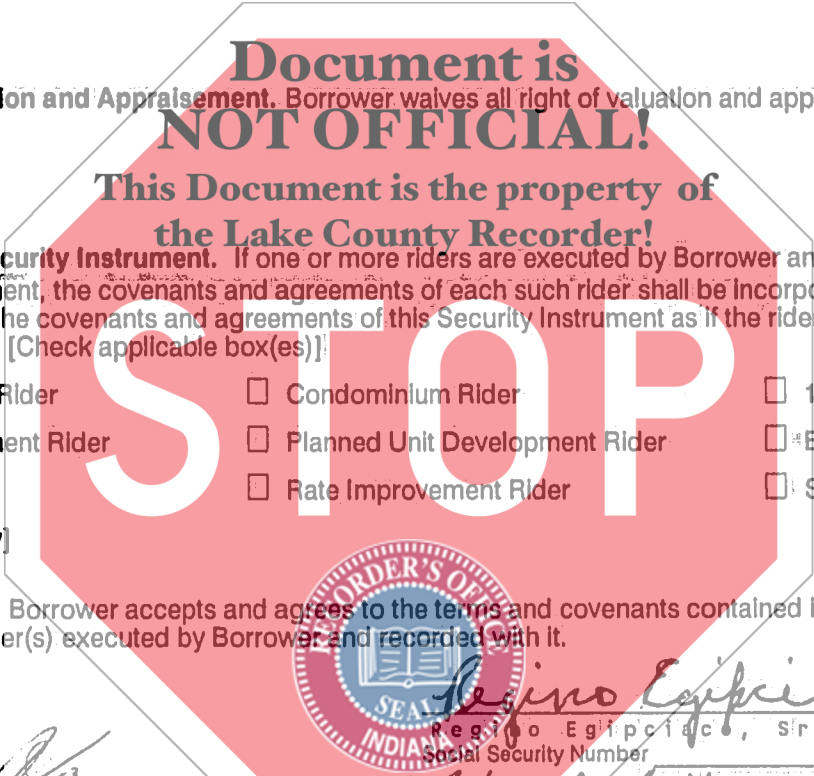 Document is
on and Appraisement. Borrower waives all right of valuation and app
NOT OFFICIAL!
This Document is the property of
the Lake County Recorder!
curity Instrument. If one or more riders are executed by Borrower an
ent, the covenants and agreements of each such rider shall be incorpo
he covenants and agreements of this Security Instrument as if the ride
[Check applicable box(es)]
Rider ☐ Condominium Rider ☐ 1
ent Rider ☐ Planned Unit Development Rider ☐
☐ Rate Improvement Rider ☐ S
STOP
]
Borrower accepts and agrees to the terms and covenants contained i
er(s) executed by Borrower and recorded with it.
RECORDER'S OFFICE
SEAL
INDIANA
Regino Egipci
Regino Egipciaco, Sr
Social Security Number